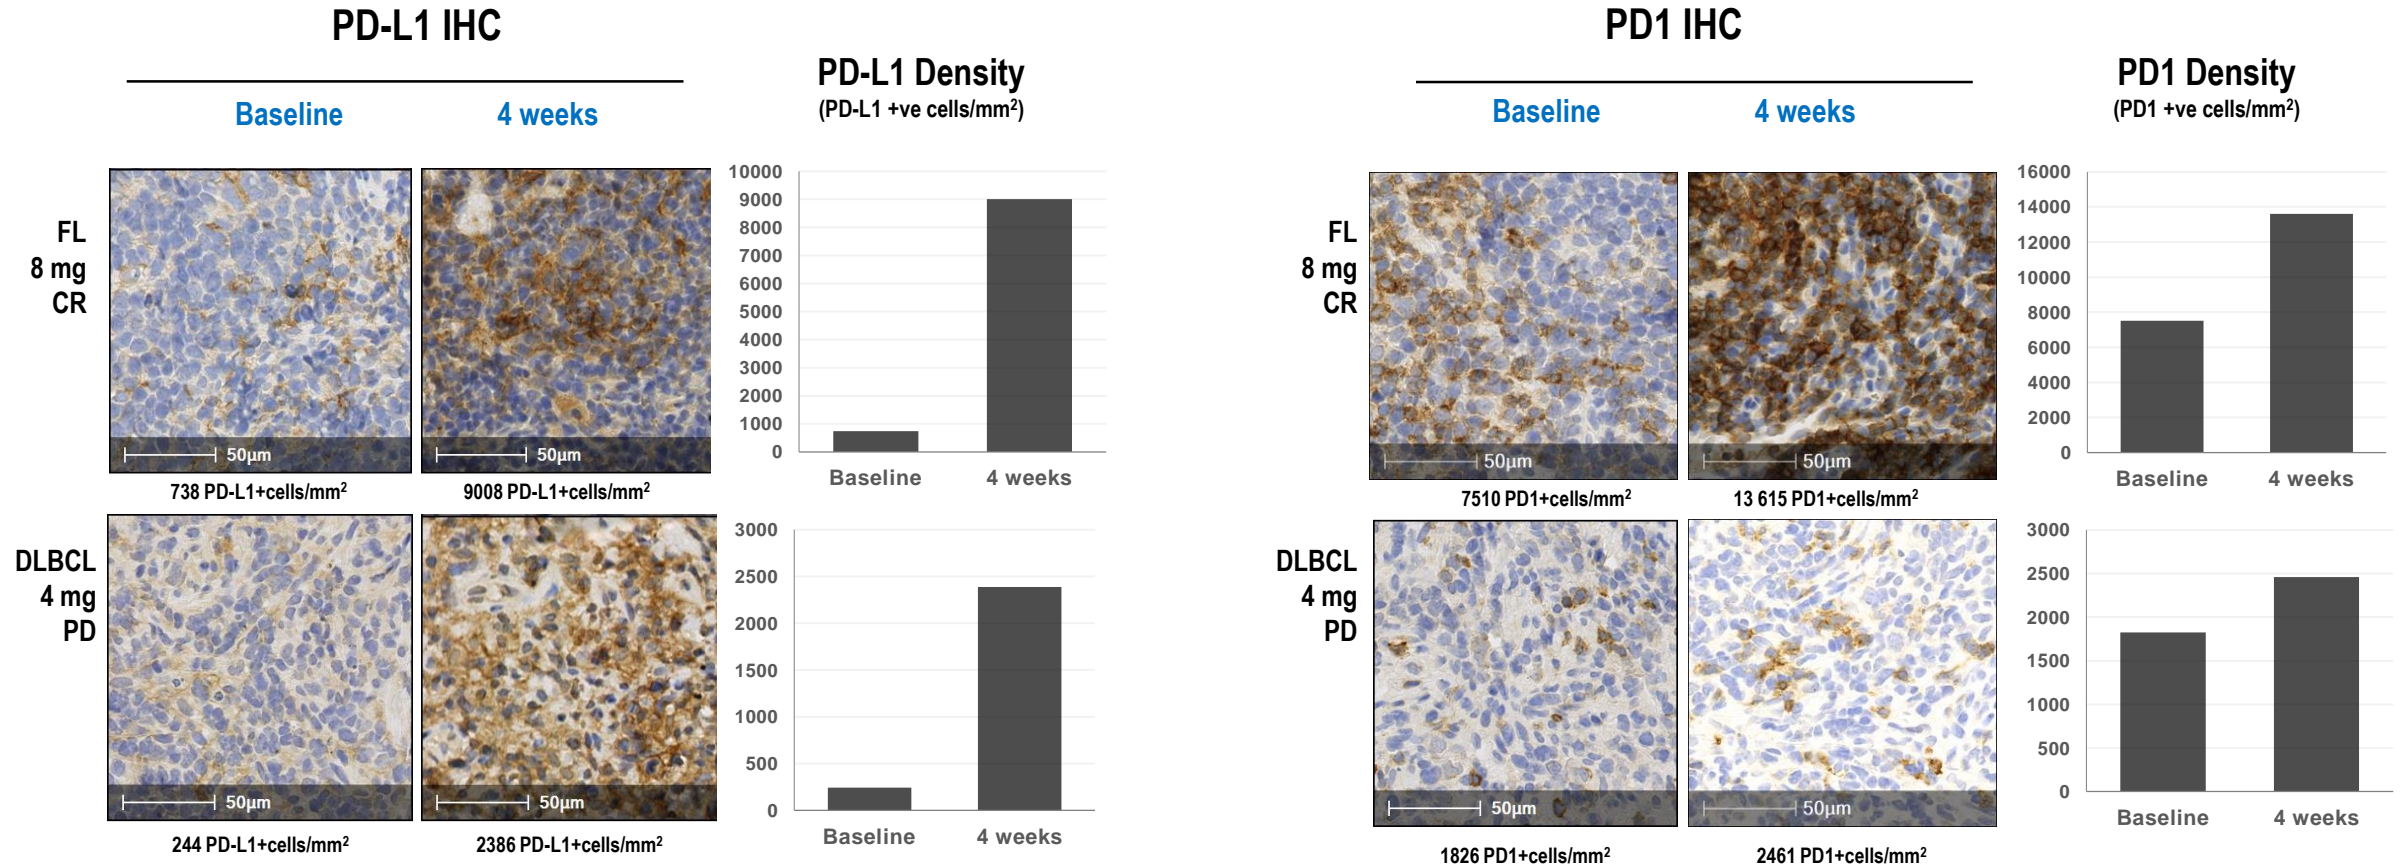 PD-L1 IHC
Baseline
4 weeks
PD-L1 Density
(PD-L1 +ve cells/mm²)
FL
8 mg
CR
50µm
50µm
738 PD-L1+cells/mm²
9008 PD-L1+cells/mm²
10000
9000
8000
7000
6000
5000
4000
3000
2000
1000
0
Baseline
4 weeks
DLBCL
4 mg
PD
50µm
50µm
244 PD-L1+cells/mm²
2386 PD-L1+cells/mm²
3000
2500
2000
1500
1000
500
0
Baseline
4 weeks
PD1 IHC
Baseline
4 weeks
PD1 Density
(PD1 +ve cells/mm²)
FL
8 mg
CR
50µm
50µm
7510 PD1+cells/mm²
13 615 PD1+cells/mm²
16000
14000
12000
10000
8000
6000
4000
2000
0
Baseline
4 weeks
DLBCL
4 mg
PD
50µm
50µm
1826 PD1+cells/mm²
2461 PD1+cells/mm²
3000
2500
2000
1500
1000
500
0
Baseline
4 weeks